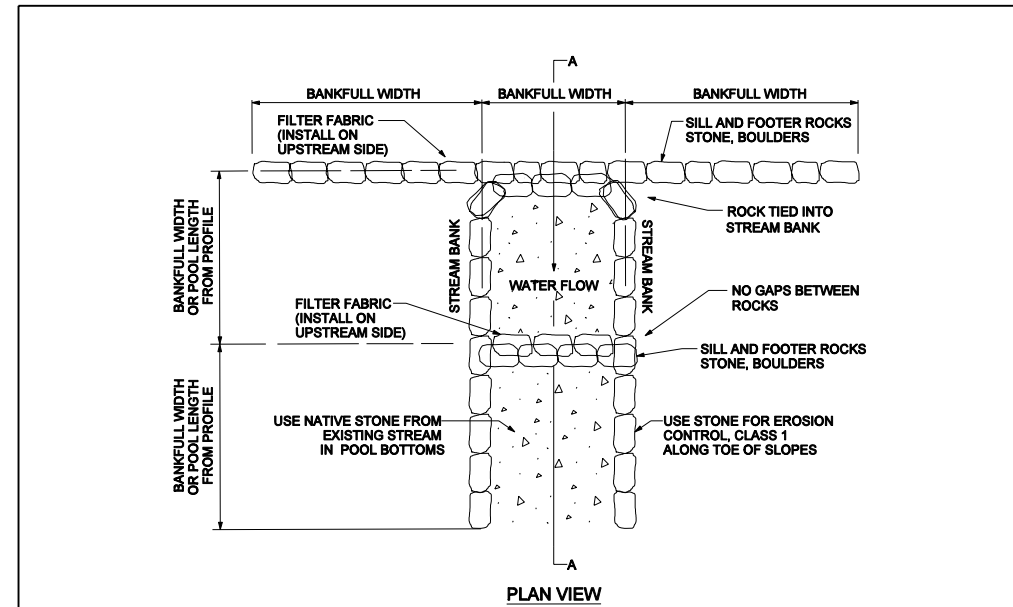 A
BANKFULL WIDTH
BANKFULL WIDTH
BANKFULL WIDTH
FILTER FABRIC
(INSTALL ON
UPSTREAM SIDE)
SILL AND FOOTER ROCKS
STONE, BOULDERS
ROCK TIED INTO
STREAM BANK
BANKFULL WIDTH
OR POOL LENGTH
FROM PROFILE
STREAM BANK
WATER FLOW
STREAM BANK
NO GAPS BETWEEN
ROCKS
FILTER FABRIC
(INSTALL ON
UPSTREAM SIDE)
SILL AND FOOTER ROCKS
STONE, BOULDERS
BANKFULL WIDTH
OR POOL LENGTH
FROM PROFILE
USE NATIVE STONE FROM
EXISTING STREAM
IN POOL BOTTOMS
USE STONE FOR EROSION
CONTROL, CLASS 1
ALONG TOE OF SLOPES
A
PLAN VIEW